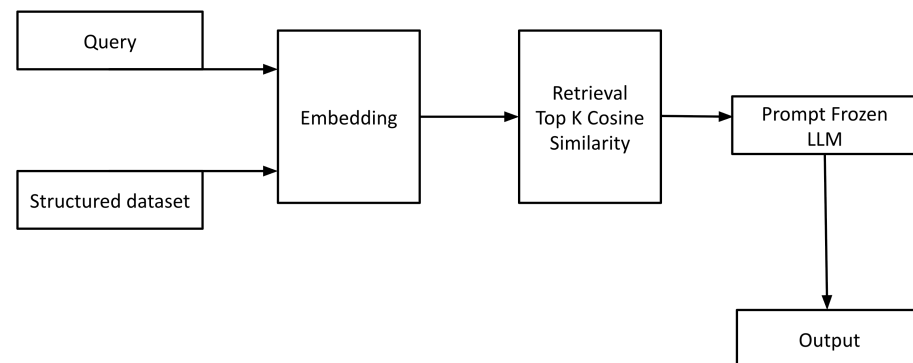 Query
Structured dataset
Embedding
Retrieval
Top K Cosine
Similarity
Prompt Frozen
LLM
Output